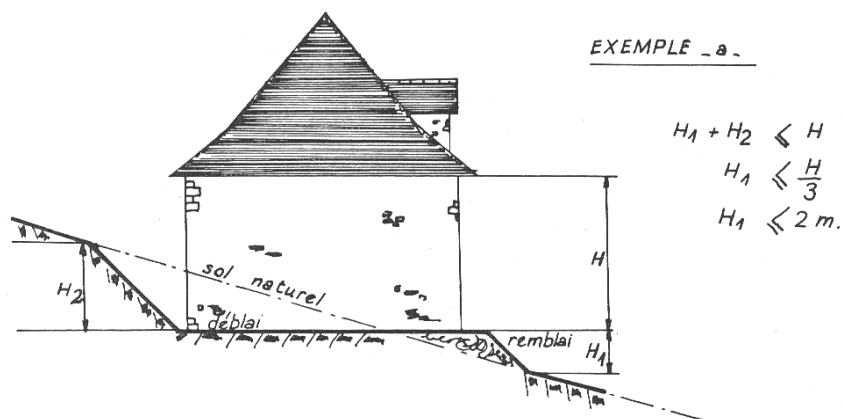 EXEMPLE _a_
H1 + H2 ⩽ H
H1 ⩽ H/3
H1 ⩽ 2 m.
sol naturel
H2
H
déblai
remblai
H1